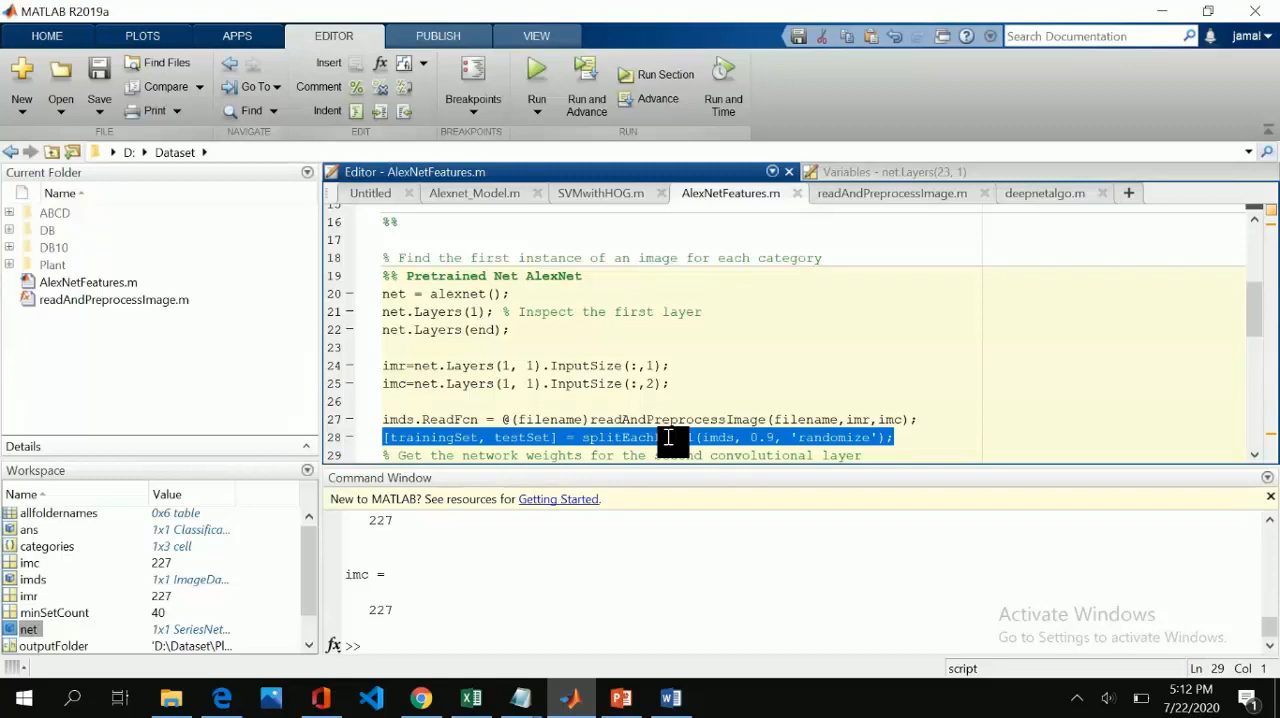 MATLAB R2019a
HOME PLOTS APPS EDITOR PUBLISH VIEW
Search Documentation jamal
New Open Save Find Files Compare Print
FILE
Go To Find
NAVIGATE
Insert Comment Indent
EDIT
Breakpoints
BREAKPOINTS
Run Run and Advance Run Section Advance Run and Time
RUN
D: Dataset
Current Folder
Name
ABCD
DB
DB10
Plant
AlexNetFeatures.m
readAndPreprocessImage.m
Details
Workspace
Name Value
allfoldernames 0x6 table
ans 1x1 Classifica...
categories 1x3 cell
imc 227
imds 1x1 ImageDa...
imr 227
minSetCount 40
net 1x1 SeriesNet...
outputFolder 'D:\Dataset\Pl...
Editor - AlexNetFeatures.m Variables - net.Layers(23, 1)
Untitled Alexnet_Model.m SVMwithHOG.m AlexNetFeatures.m readAndPreprocessImage.m deepnetalgo.m
15
16 %%
17
18 % Find the first instance of an image for each category
19 %% Pretrained Net AlexNet
20 net = alexnet();
21 net.Layers(1); % Inspect the first layer
22 net.Layers(end);
23
24 imr=net.Layers(1, 1).InputSize(:,1);
25 imc=net.Layers(1, 1).InputSize(:,2);
26
27 imds.ReadFcn = @(filename)readAndPreprocessImage(filename,imr,imc);
28 [trainingSet, testSet] = (imds, 0.9, 'randomize');
29 % Get the network weights for the second convolutional layer
Command Window
New to MATLAB? See resources for Getting Started.
227
imc =
227
fx >>
Activate Windows
Go to Settings to activate Windows.
script Ln 29 Col 1
5:12 PM
7/22/2020
1